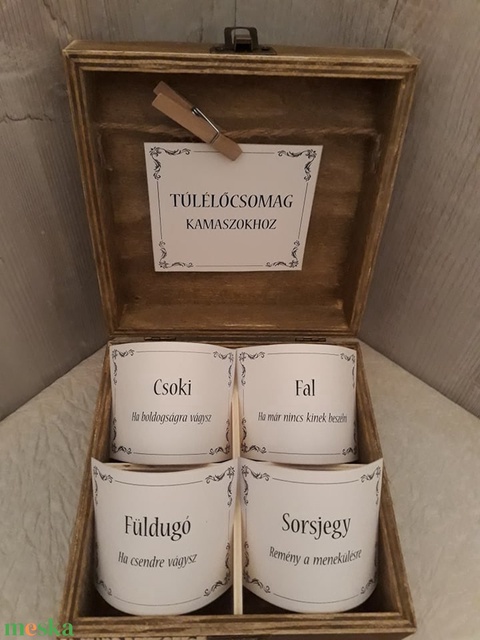 TÚLÉLŐCSOMAG
KAMASZOKHOZ
Csoki
Ha boldogságra vágysz
Fal
Ha már nincs kinek beszélni
Füldugó
Ha csendre vágysz
Sorsjegy
Remény a menekülésre
meska